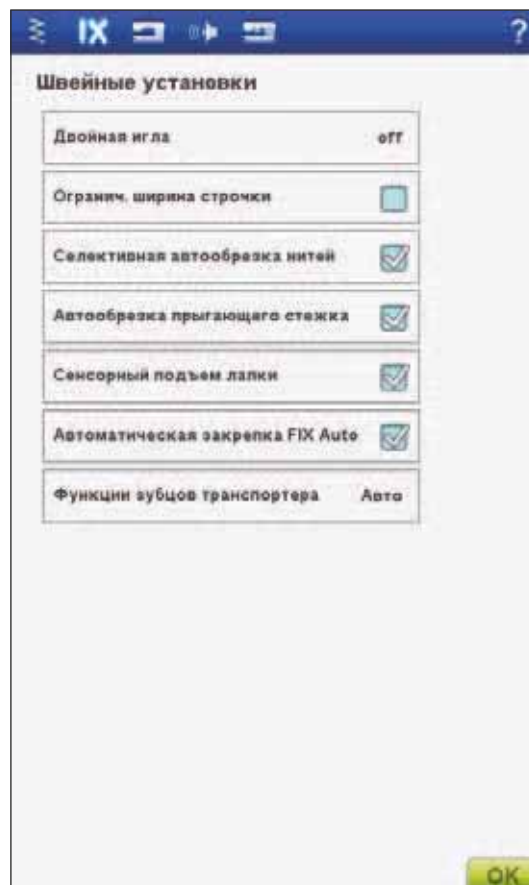 ?
Швейные установки
Двойная игла off
Огранич. ширина строчки
Селективная автообрезка нитей
Автообрезка прыгающего стежка
Сенсорный подъем лапки
Автоматическая закрепка FIX Auto
Функции зубцов транспортера Авто
OK